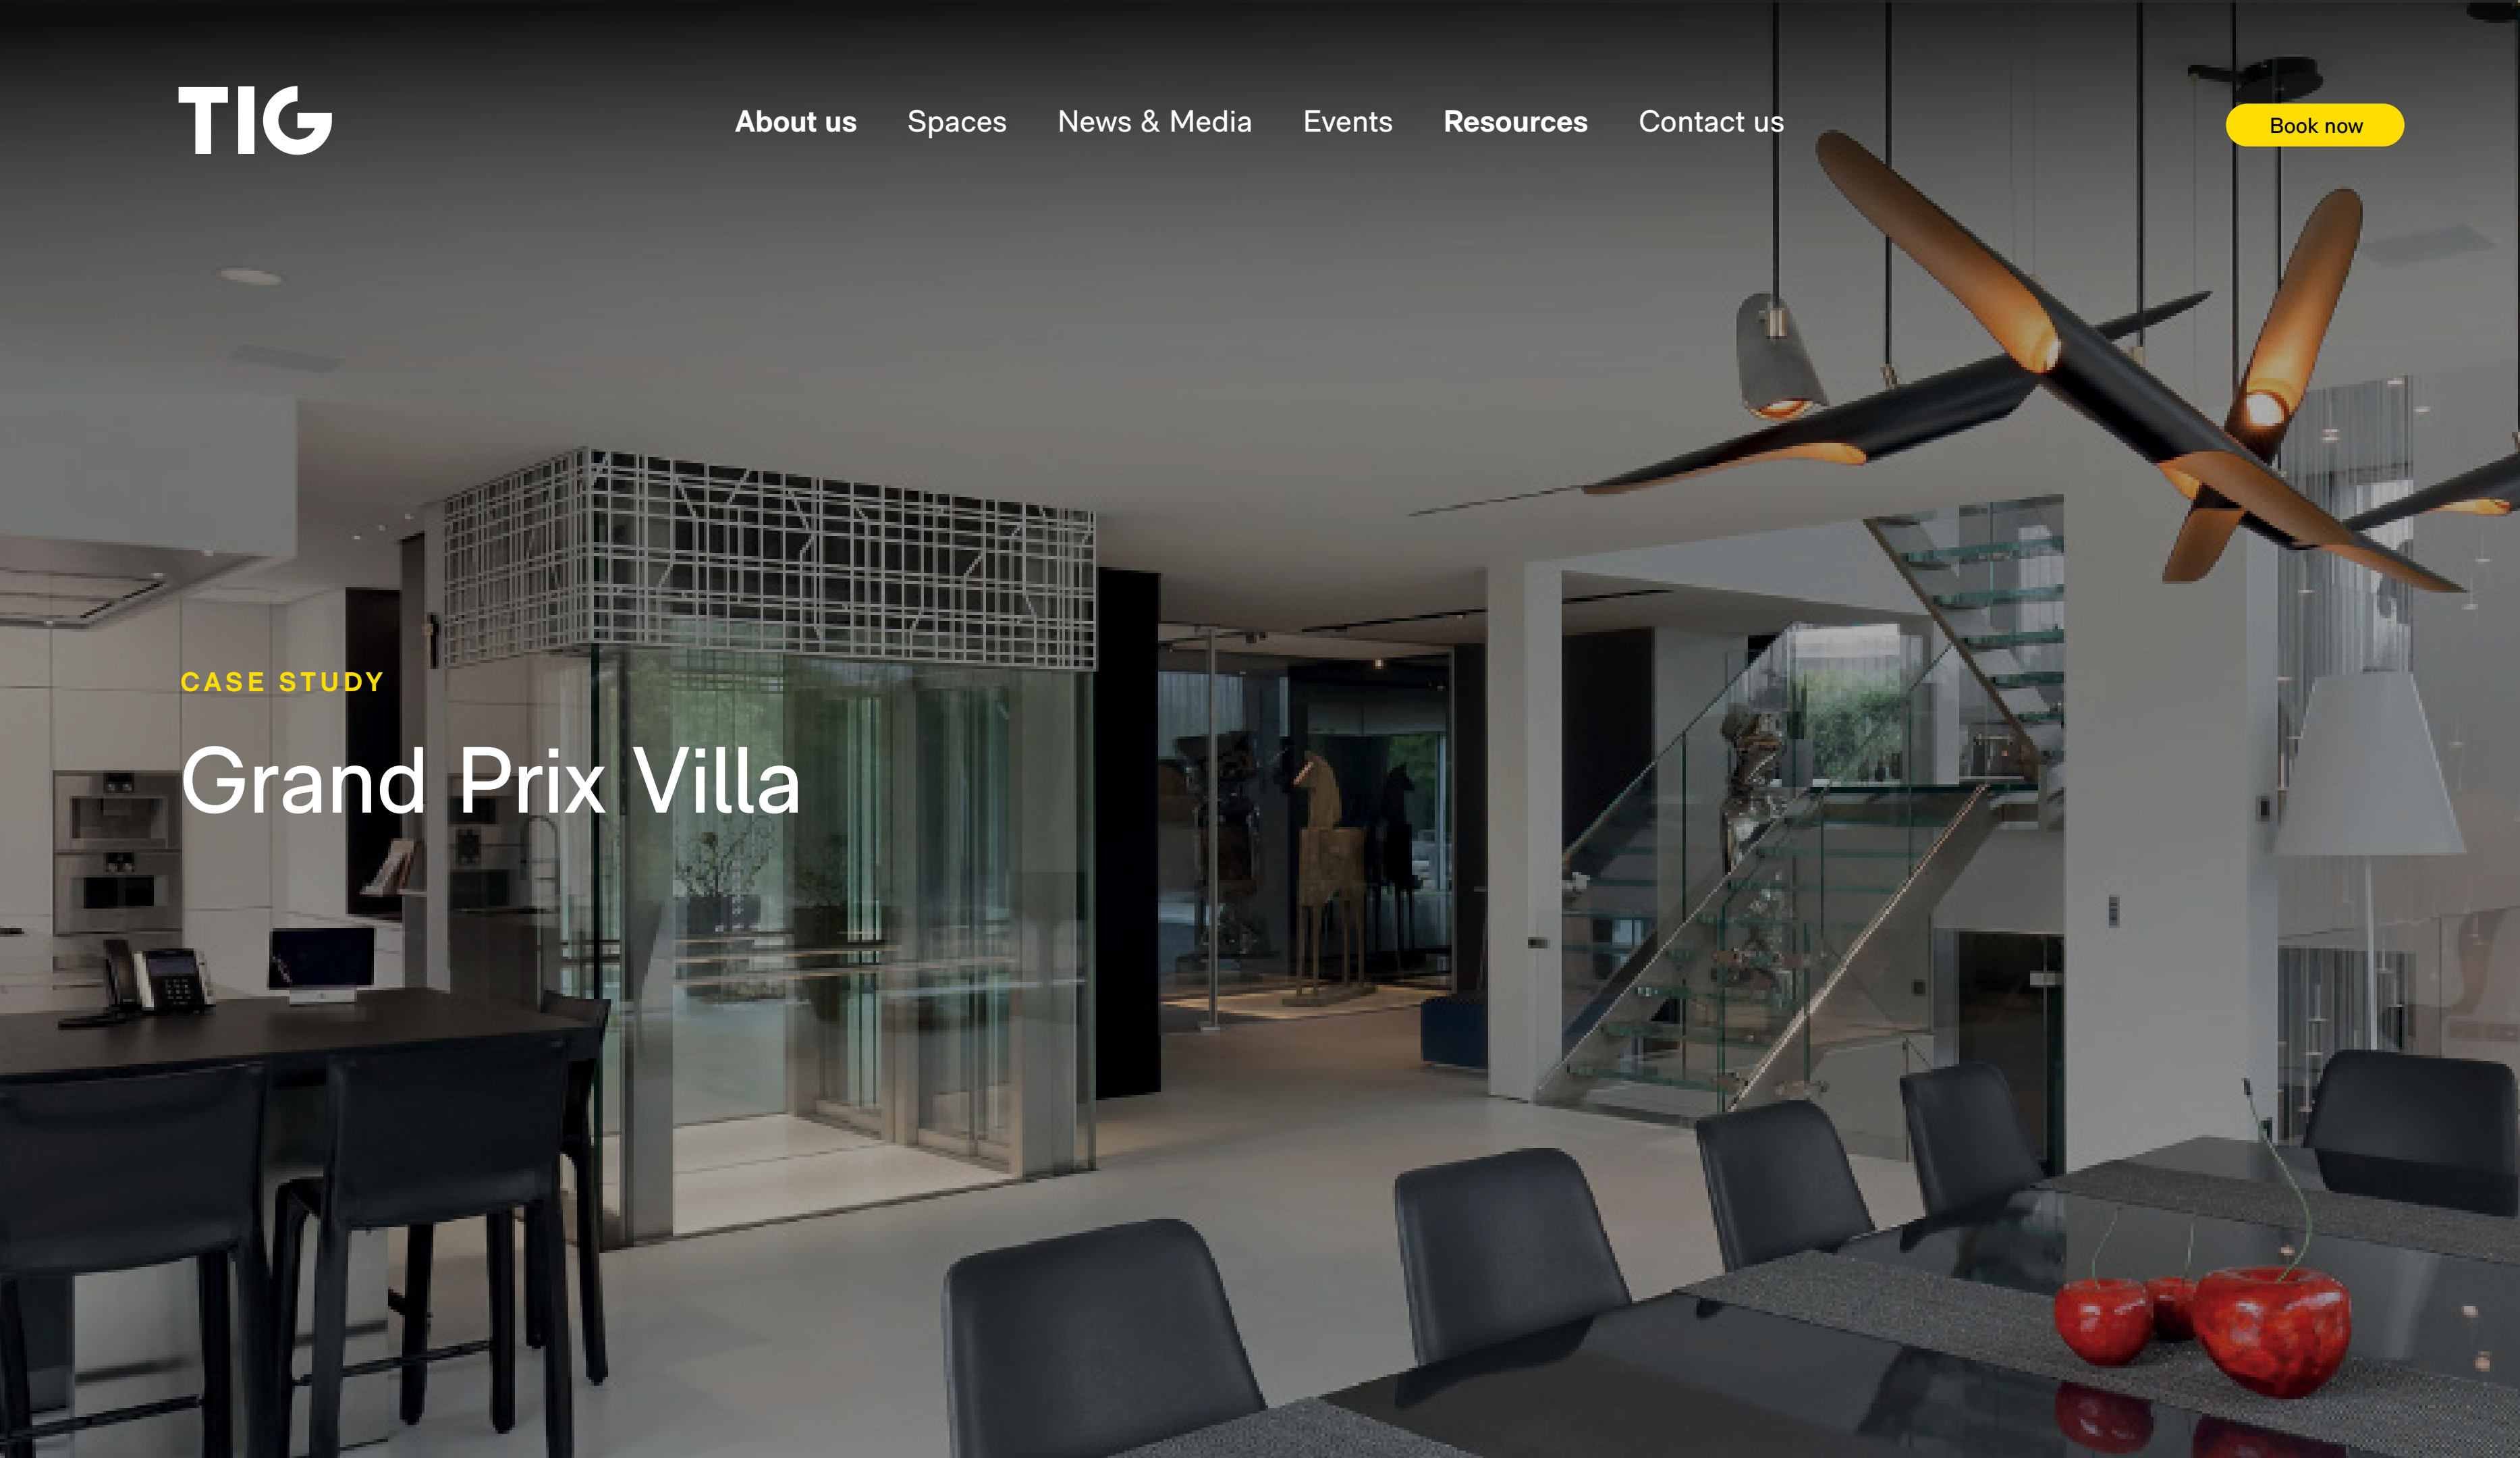 TIG
About us Spaces News & Media Events Resources Contact us
Book now
CASE STUDY
Grand Prix Villa